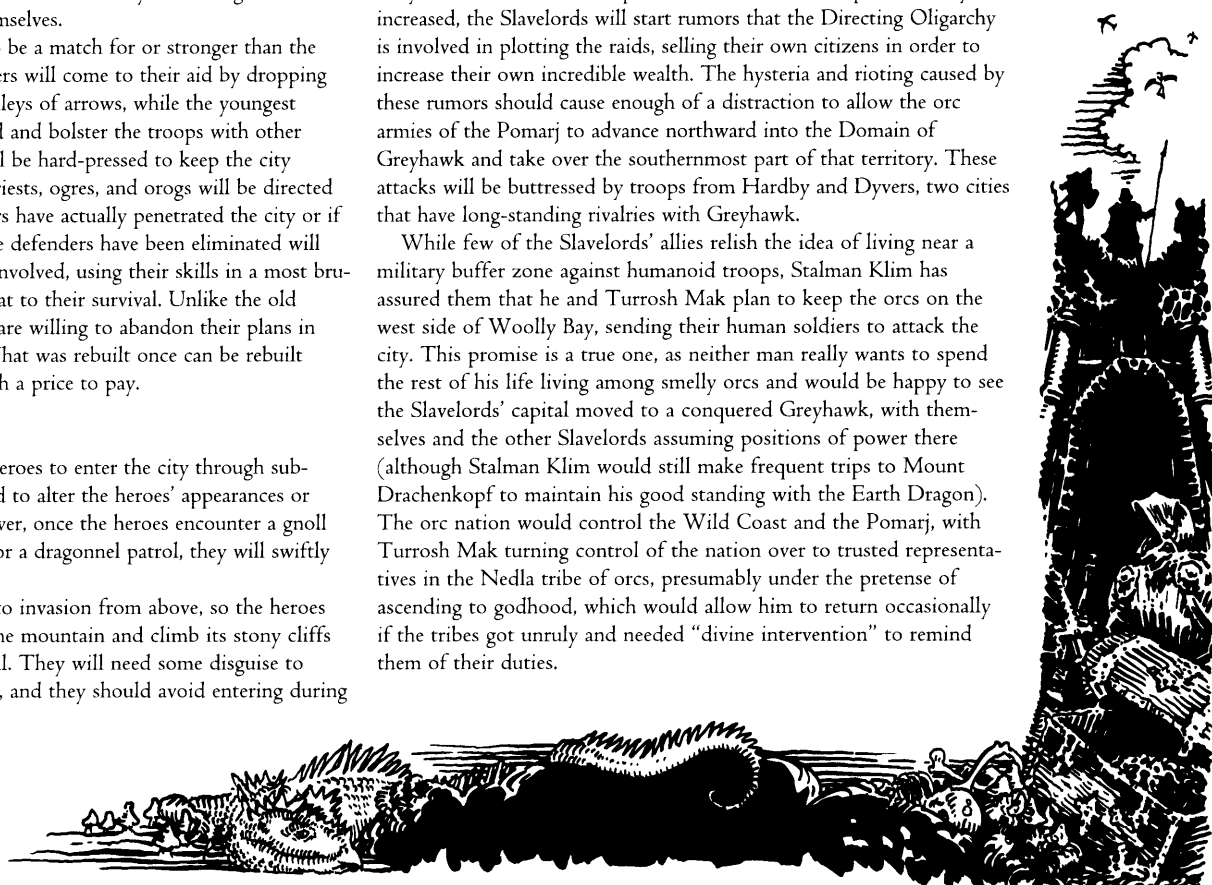 mselves.
be a match for or stronger than the
ers will come to their aid by dropping
leys of arrows, while the youngest
and bolster the troops with other
l be hard-pressed to keep the city
riests, ogres, and orogs will be directed
s have actually penetrated the city or if
e defenders have been eliminated will
nvolved, using their skills in a most bru-
at to their survival. Unlike the old
are willing to abandon their plans in
hat was rebuilt once can be rebuilt
h a price to pay.
eroes to enter the city through sub-
d to alter the heroes' appearances or
ver, once the heroes encounter a gnoll
or a dragonnel patrol, they will swiftly
to invasion from above, so the heroes
he mountain and climb its stony cliffs
l. They will need some disguise to
, and they should avoid entering during
increased, the Slavelords will start rumors that the Directing Oligarchy
is involved in plotting the raids, selling their own citizens in order to
increase their own incredible wealth. The hysteria and rioting caused by
these rumors should cause enough of a distraction to allow the orc
armies of the Pomarj to advance northward into the Domain of
Greyhawk and take over the southernmost part of that territory. These
attacks will be buttressed by troops from Hardby and Dyvers, two cities
that have long-standing rivalries with Greyhawk.
While few of the Slavelords' allies relish the idea of living near a
military buffer zone against humanoid troops, Stalman Klim has
assured them that he and Turrosh Mak plan to keep the orcs on the
west side of Woolly Bay, sending their human soldiers to attack the
city. This promise is a true one, as neither man really wants to spend
the rest of his life living among smelly orcs and would be happy to see
the Slavelords' capital moved to a conquered Greyhawk, with them-
selves and the other Slavelords assuming positions of power there
(although Stalman Klim would still make frequent trips to Mount
Drachenkopf to maintain his good standing with the Earth Dragon).
The orc nation would control the Wild Coast and the Pomarj, with
Turrosh Mak turning control of the nation over to trusted representa-
tives in the Nedla tribe of orcs, presumably under the pretense of
ascending to godhood, which would allow him to return occasionally
if the tribes got unruly and needed "divine intervention" to remind
them of their duties.